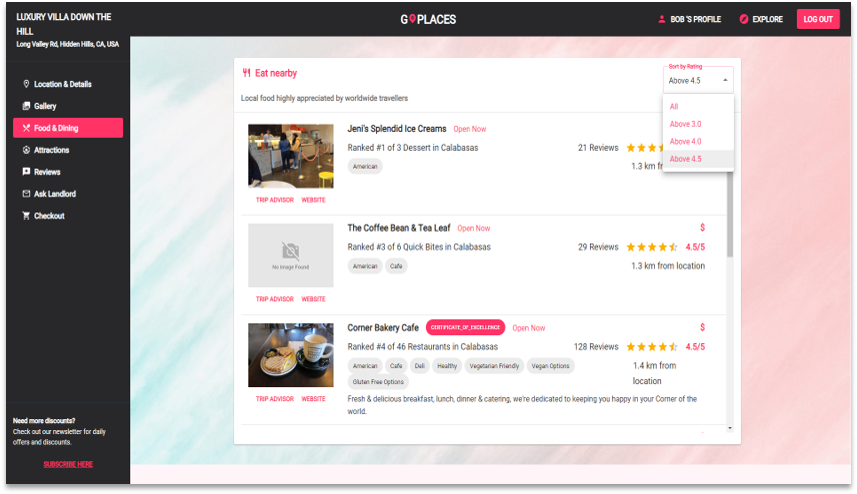 LUXURY VILLA DOWN THE
HILL
Long Valley Rd, Hidden Hills, CA, USA
GO PLACES
BOB 'S PROFILE
EXPLORE
LOG OUT
Location & Details
Gallery
Food & Dining
Attractions
Reviews
Ask Landlord
Checkout
Need more discounts?
Check out our newsletter for daily
offers and discounts.
SUBSCRIBE HERE
Eat nearby
Local food highly appreciated by worldwide travellers
Sort by Rating
Above 4.5
All
Above 3.0
Above 4.0
Above 4.5
Jeni's Splendid Ice Creams Open Now
Ranked #1 of 3 Dessert in Calabasas
21 Reviews
American
1.3 km fr
TRIP ADVISOR WEBSITE
The Coffee Bean & Tea Leaf Open Now
$
Ranked #3 of 6 Quick Bites in Calabasas
29 Reviews
4.5/5
American Cafe
1.3 km from location
No Image Found
TRIP ADVISOR WEBSITE
Corner Bakery Cafe CERTIFICATE_OF_EXCELLENCE Open Now
$
Ranked #4 of 46 Restaurants in Calabasas
128 Reviews
4.5/5
American Cafe Deli Healthy Vegetarian Friendly Vegan Options
Gluten Free Options
1.4 km from
location
TRIP ADVISOR WEBSITE
Fresh & delicious breakfast, lunch, dinner & catering, we're dedicated to keeping you happy in your Corner of the
world.